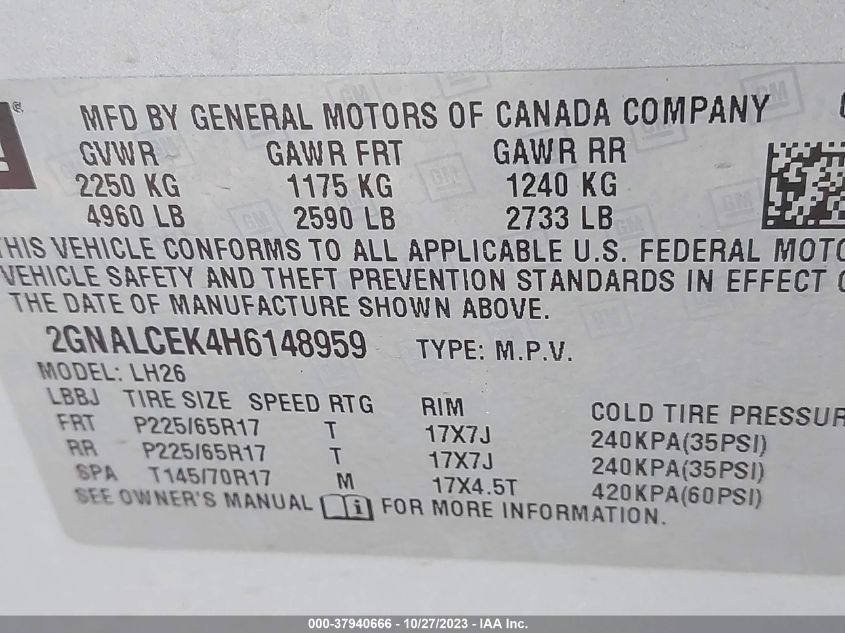 MFD BY GENERAL MOTORS OF CANADA COMPANY
GVWR GAWR FRT GAWR RR
2250 KG 1175 KG 1240 KG
4960 LB 2590 LB 2733 LB
THIS VEHICLE CONFORMS TO ALL APPLICABLE U.S. FEDERAL MOTO
VEHICLE SAFETY AND THEFT PREVENTION STANDARDS IN EFFECT O
THE DATE OF MANUFACTURE SHOWN ABOVE.
2GNALCEK4H6148959 TYPE: M.P.V.
MODEL: LH26
LBBJ TIRE SIZE SPEED RTG RIM COLD TIRE PRESSUR
FRT P225/65R17 T 17X7J 240KPA(35PSI)
RR P225/65R17 T 17X7J 240KPA(35PSI)
SPA T145/70R17 M 17X4.5T 420KPA(60PSI)
SEE OWNER'S MANUAL FOR MORE INFORMATION.
000-37940666 - 10/27/2023 - IAA Inc.